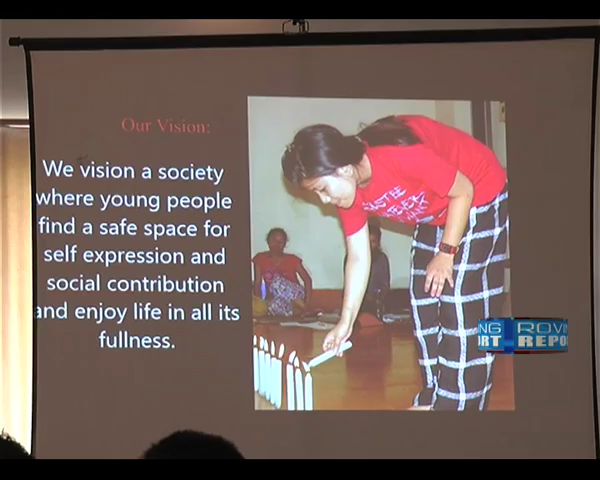 Our Vision:
We vision a society
where young people
find a safe space for
self expression and
social contribution
and enjoy life in all its
fullness.